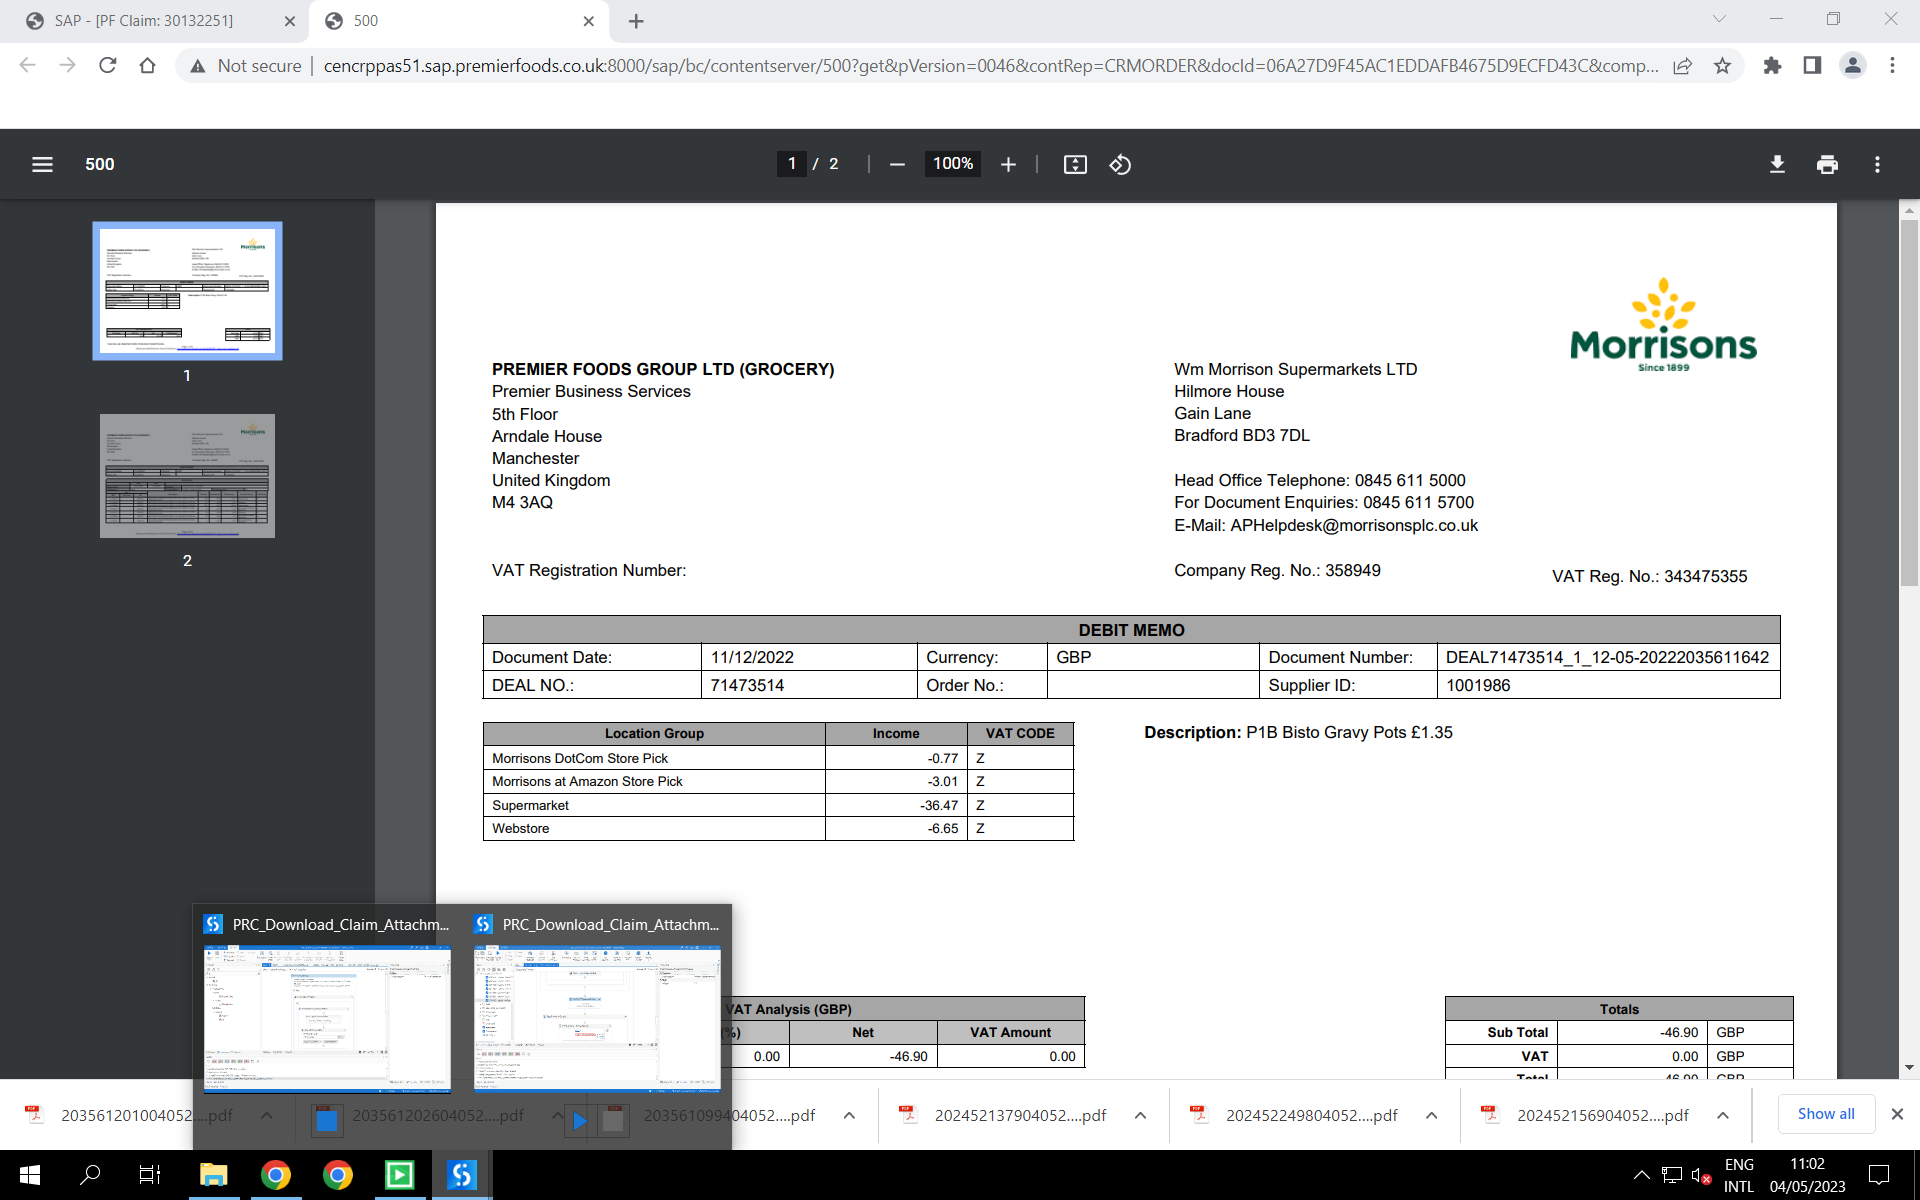 SAP - [PF Claim: 30132251]
500
Not secure
cencrppas51.sap.premierfoods.co.uk:8000/sap/bc/contentserver/500?get&pVersion=0046&contRep=CRMORDER&docId=06A27D9F45AC1EDDAFB4675D9ECFD43C&comp...
500
1 / 2
100%
1
2
Morrisons
Since 1899
PREMIER FOODS GROUP LTD (GROCERY)
Premier Business Services
5th Floor
Arndale House
Manchester
United Kingdom
M4 3AQ
Wm Morrison Supermarkets LTD
Hilmore House
Gain Lane
Bradford BD3 7DL
Head Office Telephone: 0845 611 5000
For Document Enquiries: 0845 611 5700
E-Mail: APHelpdesk@morrisonsplc.co.uk
VAT Registration Number:
Company Reg. No.: 358949
VAT Reg. No.: 343475355
DEBIT MEMO
Document Date: 11/12/2022 Currency: GBP Document Number: DEAL71473514_1_12-05-20222035611642
DEAL NO.: 71473514 Order No.: Supplier ID: 1001986
Location Group Income VAT CODE
Morrisons DotCom Store Pick -0.77 Z
Morrisons at Amazon Store Pick -3.01 Z
Supermarket -36.47 Z
Webstore -6.65 Z
Description: P1B Bisto Gravy Pots £1.35
PRC_Download_Claim_Attachm...
PRC_Download_Claim_Attachm...
VAT Analysis (GBP)
(%) Net VAT Amount
0.00 -46.90 0.00
Totals
Sub Total -46.90 GBP
VAT 0.00 GBP
Total -46.90 GBP
203561201004052....pdf
203561202604052....pdf
203561099404052....pdf
202452137904052....pdf
202452249804052....pdf
202452156904052....pdf
Show all
ENG
INTL
11:02
04/05/2023